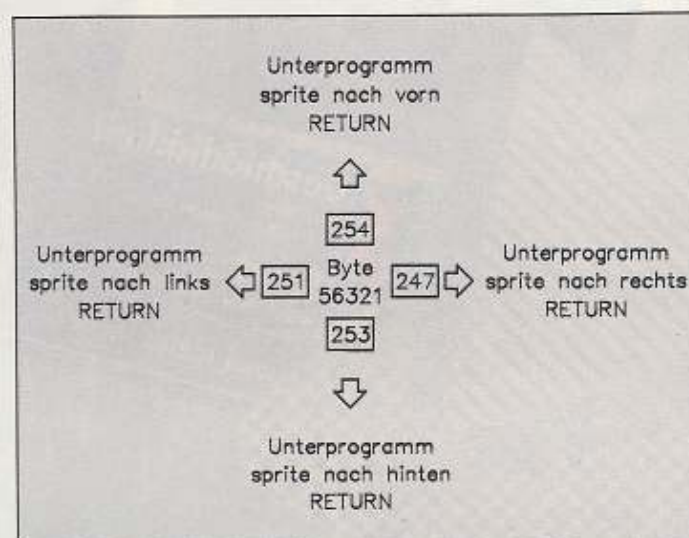 Unterprogramm
sprite nach vorn
RETURN
254
Unterprogramm
sprite nach links
RETURN
251
Byte
56321
247
Unterprogramm
sprite nach rechts
RETURN
253
Unterprogramm
sprite nach hinten
RETURN